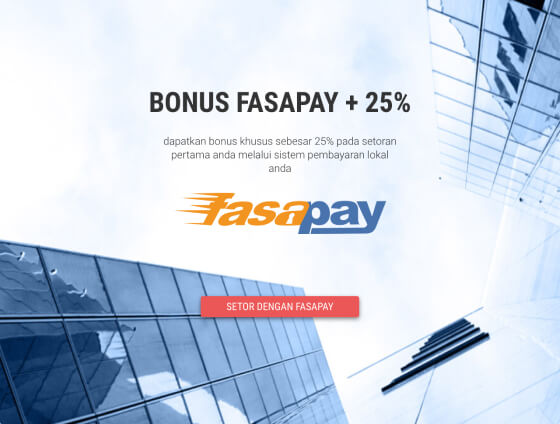 BONUS FASAPAY + 25%
dapatkan bonus khusus sebesar 25% pada setoran
pertama anda melalui sistem pembayaran lokal
anda
fasapay
SETOR DENGAN FASAPAY